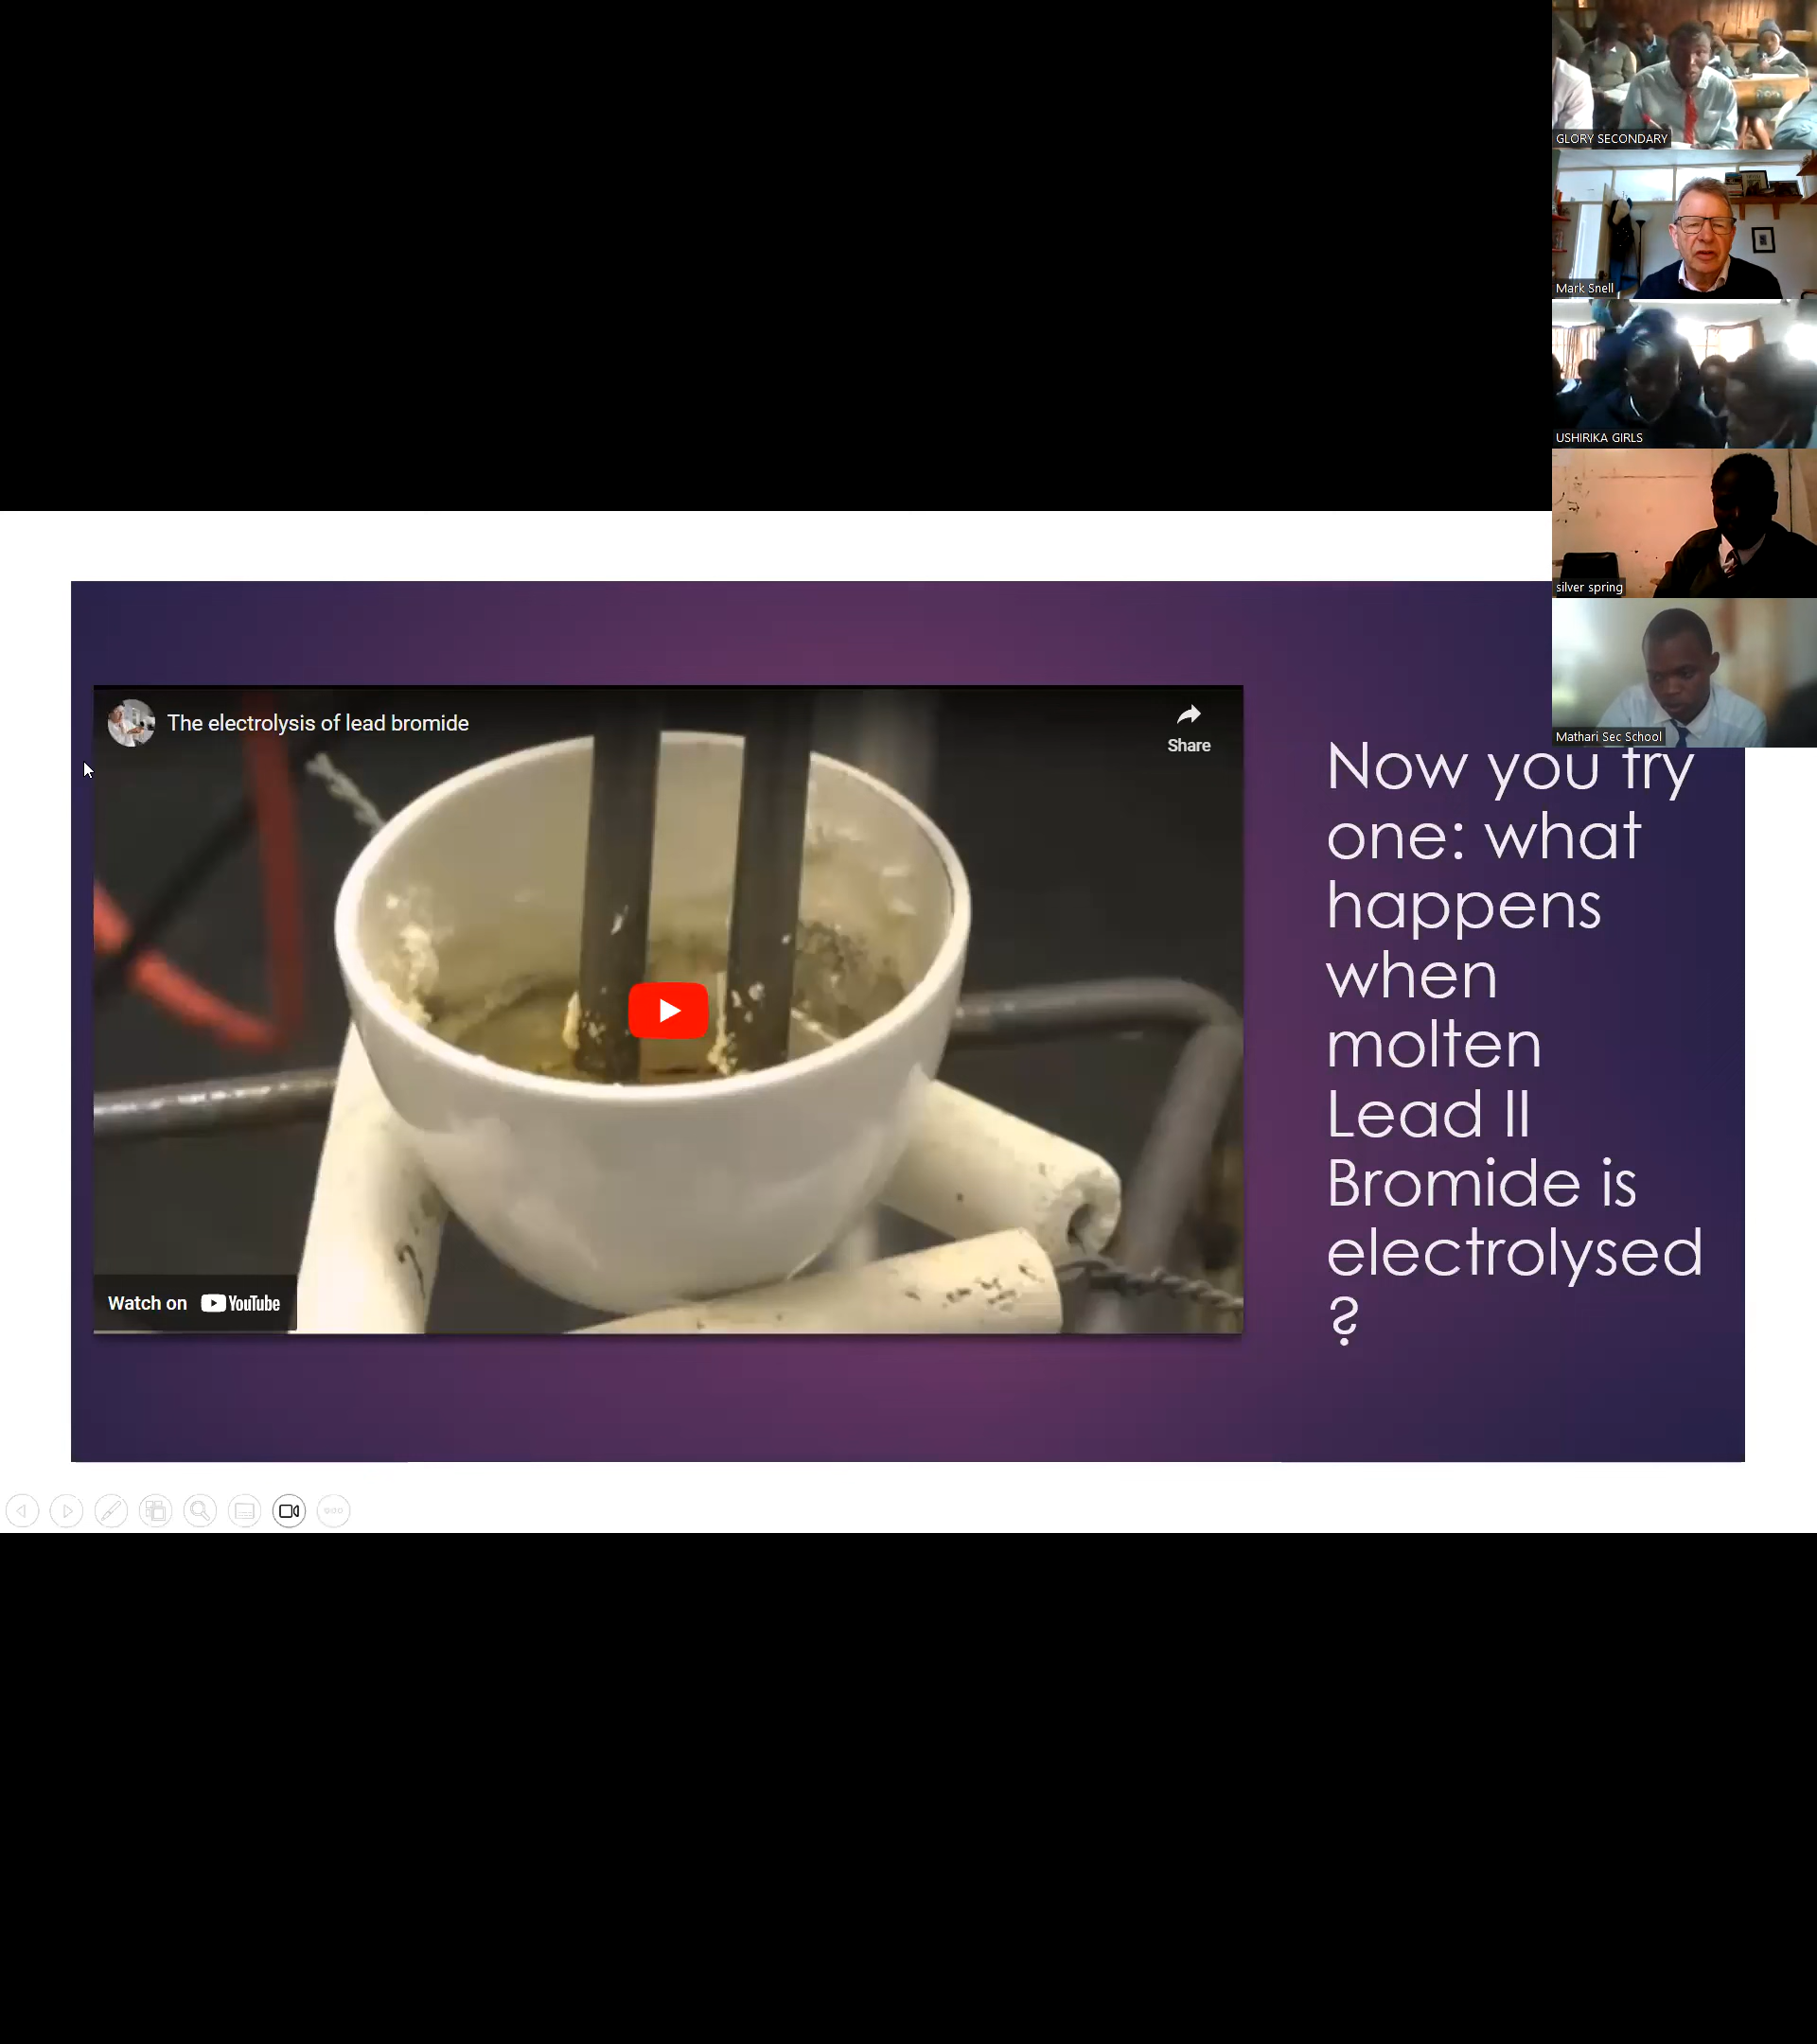 GLORY SECONDARY
Mark Snell
USHIRIKA GIRLS
silver spring
Mathari Sec School
The electrolysis of lead bromide
Share
Watch on YouTube
Now you try
one: what
happens
when
molten
Lead II
Bromide is
electrolysed
?